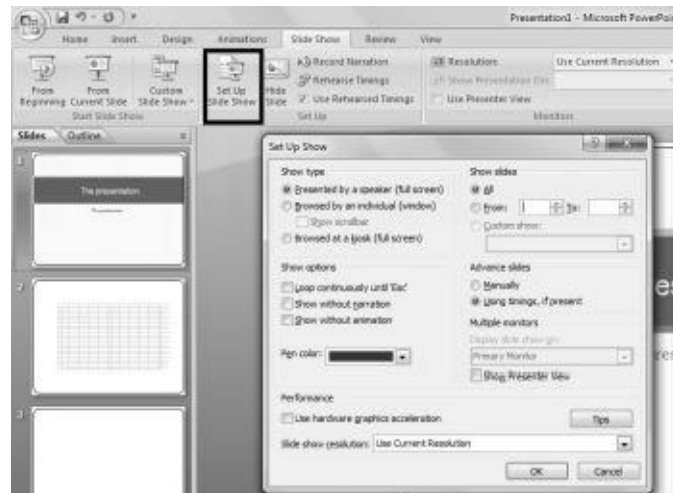 Presentation1 - Microsoft PowerPoi
Home Insert Design Animations Slide Show Review View
From Beginning
From Current Slide
Custom Slide Show
Start Slide Show
Set Up Slide Show
Hide Slide
Record Narration
Rehearse Timings
Use Rehearsed Timings
Set Up
Resolution: Use Current Resolution
Show Presentation On:
Use Presenter View
Monitors
Slides Outline
1
The presentation
2
3
Set Up Show
Show type
Presented by a speaker (full screen)
Browsed by an individual (window)
Show scrollbar
Browsed at a kiosk (full screen)
Show slides
All
From: To:
Custom show:
Show options
Loop continuously until 'Esc'
Show without narration
Show without animation
Pen color:
Advance slides
Manually
Using timings, if present
Multiple monitors
Display slide show on:
Primary Monitor
Show Presenter View
Performance
Use hardware graphics acceleration
Tips
Slide show resolution: Use Current Resolution
OK Cancel
es
res